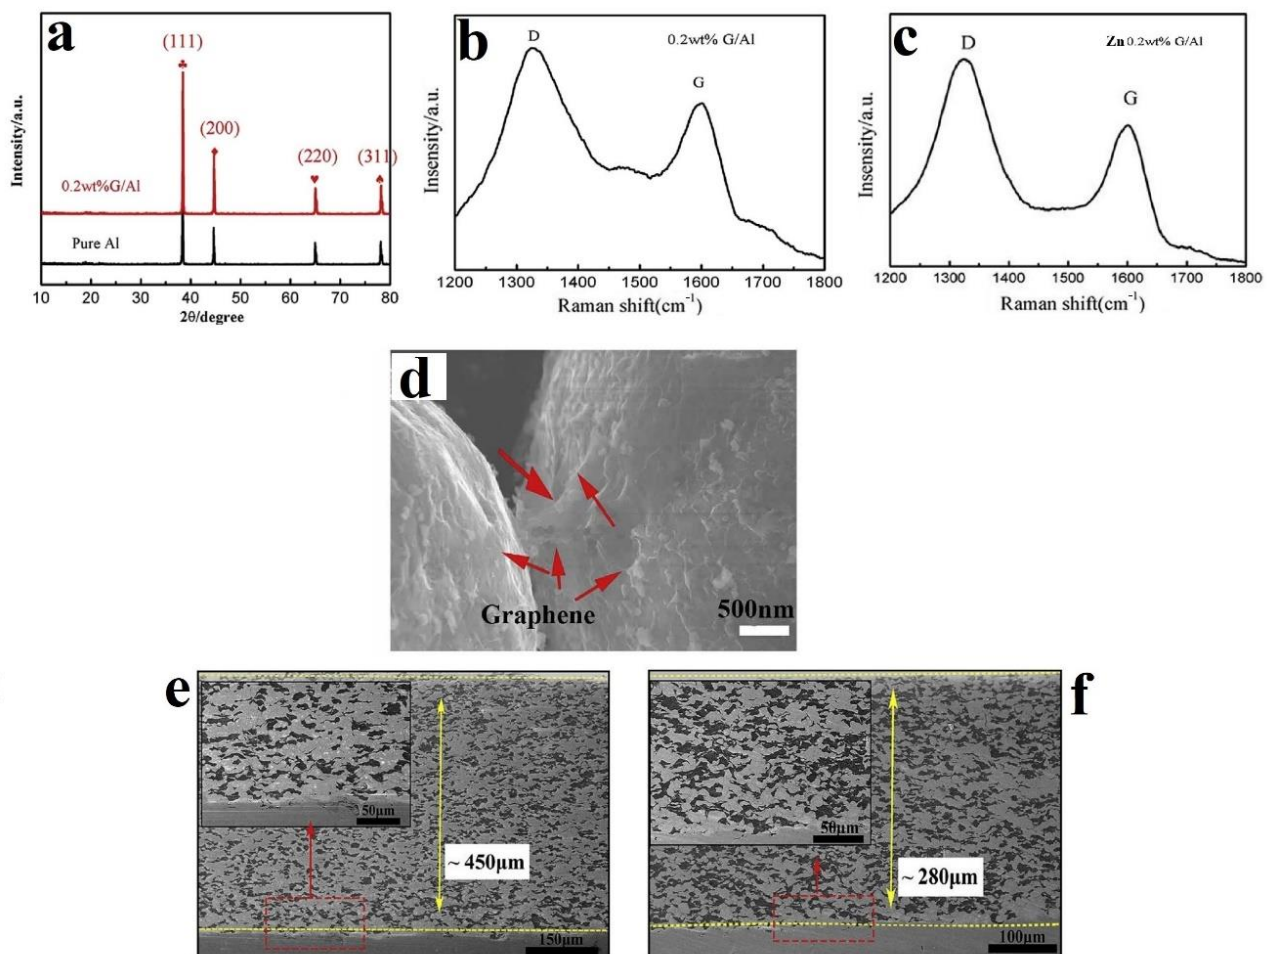 a
(111)
(200)
(220)
(311)
0.2wt%G/Al
Pure Al
Intensity/a.u.
10 20 30 40 50 60 70 80
2θ/degree
b
D
0.2wt% G/Al
G
Insensity/a.u.
1200 1300 1400 1500 1600 1700 1800
Raman shift(cm⁻¹)
c
D
Zn 0.2wt% G/Al
G
Insensity/a.u.
1200 1300 1400 1500 1600 1700 1800
Raman shift(cm⁻¹)
d
Graphene
500nm
e
50μm
~ 450μm
150μm
f
50μm
~ 280μm
100μm